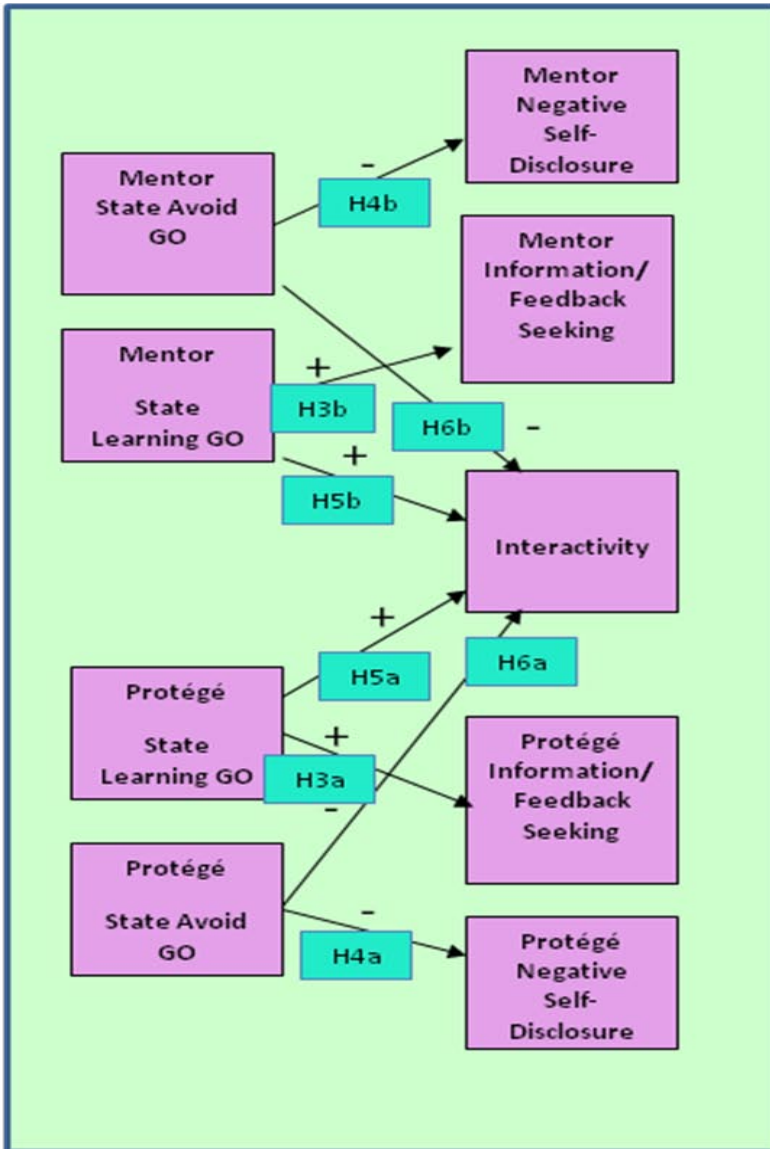 Mentor
Negative
Self-
Disclosure
Mentor
State Avoid
GO
-
H4b
Mentor
Information/
Feedback
Seeking
Mentor
State
Learning GO
+
H3b
H6b
-
+
H5b
Interactivity
+
H5a
H6a
Protégé
State
Learning GO
+
H3a
-
Protégé
Information/
Feedback
Seeking
Protégé
State Avoid
GO
-
H4a
Protégé
Negative
Self-
Disclosure